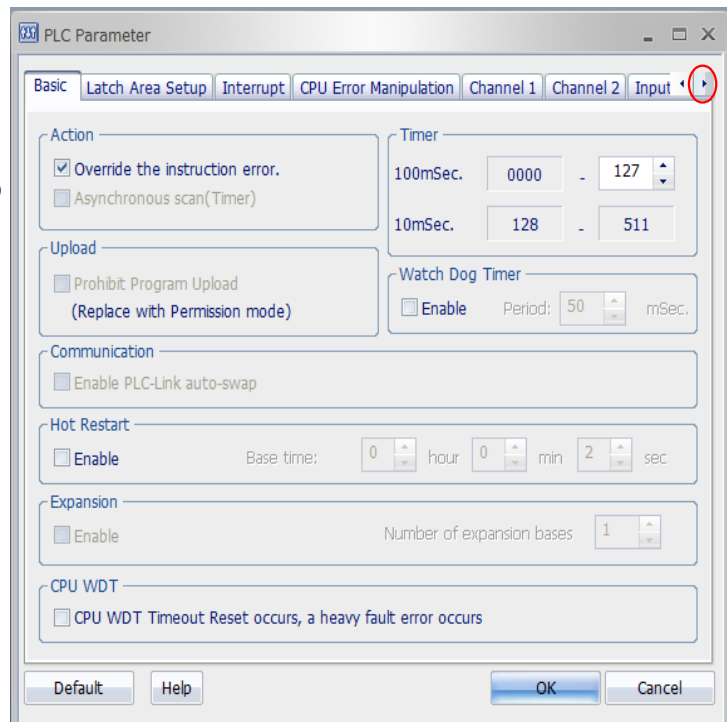 PLC Parameter
Basic Latch Area Setup Interrupt CPU Error Manipulation Channel 1 Channel 2 Input
Action
Override the instruction error.
Asynchronous scan(Timer)
Timer
100mSec. 0000 - 127
10mSec. 128 - 511
Upload
Prohibit Program Upload
(Replace with Permission mode)
Watch Dog Timer
Enable Period: 50 mSec.
Communication
Enable PLC-Link auto-swap
Hot Restart
Enable Base time: 0 hour 0 min 2 sec
Expansion
Enable Number of expansion bases 1
CPU WDT
CPU WDT Timeout Reset occurs, a heavy fault error occurs
Default Help OK Cancel